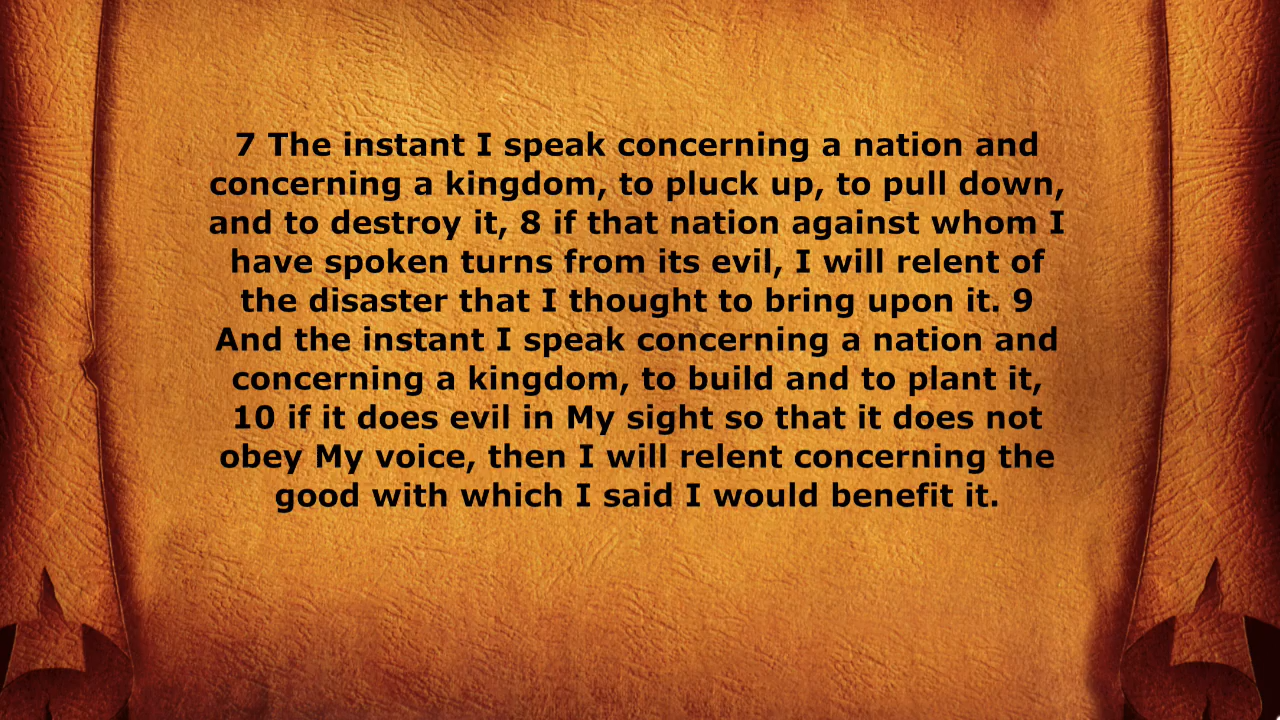 7 The instant I speak concerning a nation and
concerning a kingdom, to pluck up, to pull down,
and to destroy it, 8 if that nation against whom I
have spoken turns from its evil, I will relent of
the disaster that I thought to bring upon it. 9
And the instant I speak concerning a nation and
concerning a kingdom, to build and to plant it,
10 if it does evil in My sight so that it does not
obey My voice, then I will relent concerning the
good with which I said I would benefit it.